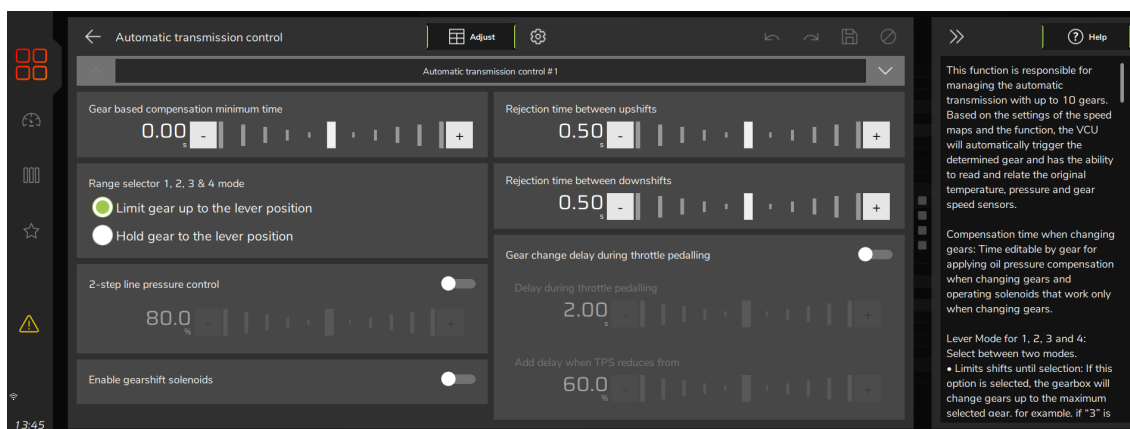 Automatic transmission control
Adjust
Help
Automatic transmission control #1
Gear based compensation minimum time
0.00
s
-
+
Range selector 1, 2, 3 & 4 mode
Limit gear up to the lever position
Hold gear to the lever position
2-step line pressure control
80.0
%
-
+
Enable gearshift solenoids
Rejection time between upshifts
0.50
s
-
+
Rejection time between downshifts
0.50
s
-
+
Gear change delay during throttle pedalling
Delay during throttle pedalling
2.00
s
-
+
Add delay when TPS reduces from
60.0
%
-
+
This function is responsible for
managing the automatic
transmission with up to 10 gears.
Based on the settings of the speed
maps and the function, the VCU
will automatically trigger the
determined gear and has the ability
to read and relate the original
temperature, pressure and gear
speed sensors.
Compensation time when changing
gears: Time editable by gear for
applying oil pressure compensation
when changing gears and
operating solenoids that work only
when changing gears.
Lever Mode for 1, 2, 3 and 4:
Select between two modes.
• Limits shifts until selection: If this
option is selected, the gearbox will
change gears up to the maximum
selected gear, for example, if "3" is
13:45